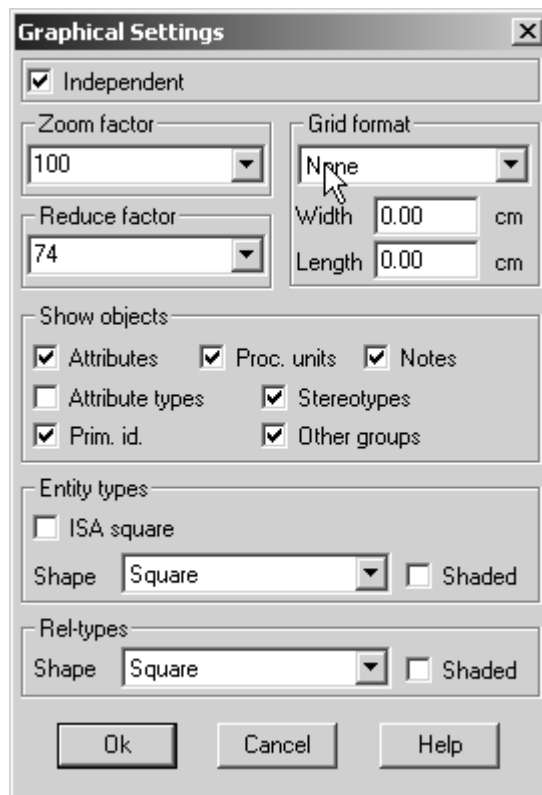 Graphical Settings
Independent
Zoom factor
100
Reduce factor
74
Grid format
None
Width 0.00 cm
Length 0.00 cm
Show objects
Attributes Proc. units Notes
Attribute types Stereotypes
Prim. id. Other groups
Entity types
ISA square
Shape Square Shaded
Rel-types
Shape Square Shaded
Ok Cancel Help